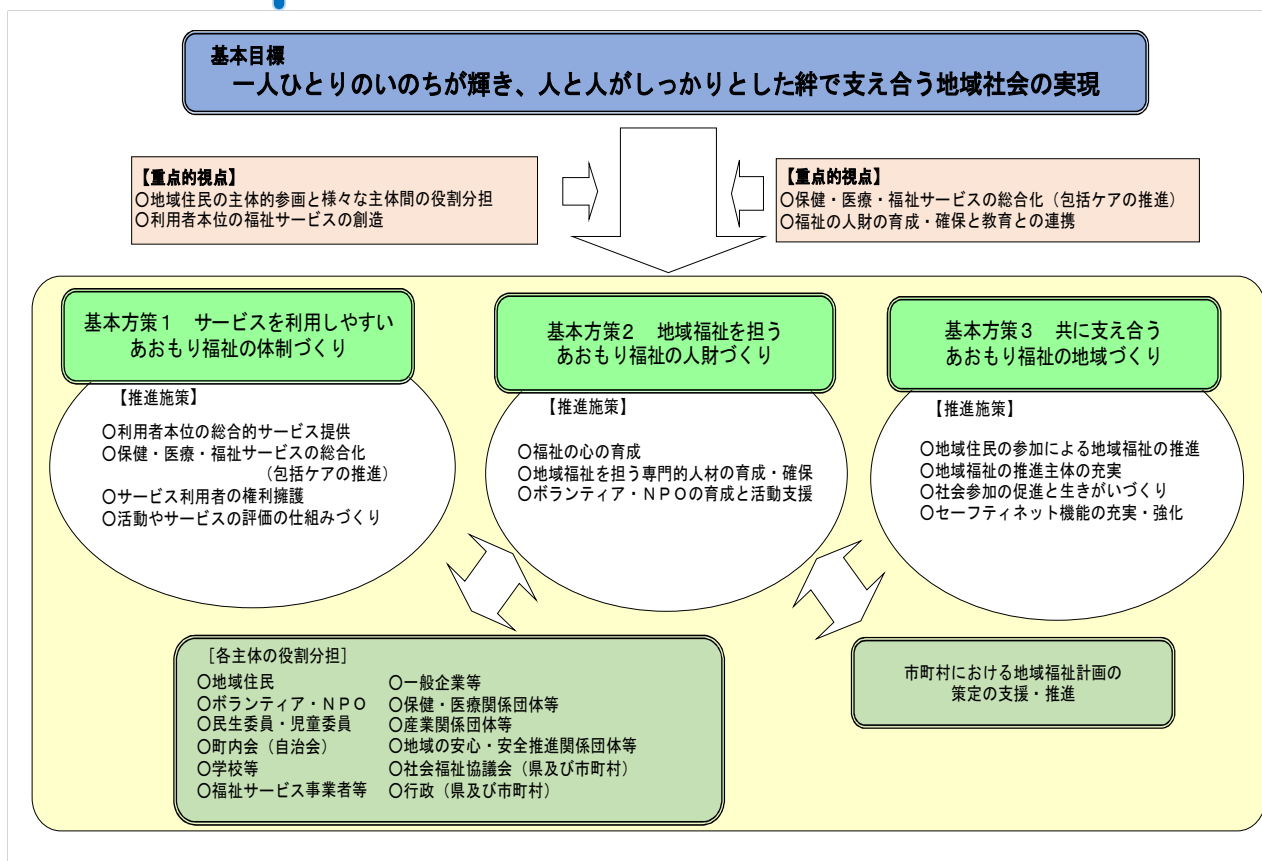 基本目標
一人ひとりのいのちが輝き、人と人がしっかりとした絆で支え合う地域社会の実現
【重点的視点】
○地域住民の主体的参画と様々な主体間の役割分担
○利用者本位の福祉サービスの創造
【重点的視点】
○保健・医療・福祉サービスの総合化（包括ケアの推進）
○福祉の人財の育成・確保と教育との連携
基本方策１　サービスを利用しやすい
あおもり福祉の体制づくり
【推進施策】
○利用者本位の総合的サービス提供
○保健・医療・福祉サービスの総合化
（包括ケアの推進）
○サービス利用者の権利擁護
○活動やサービスの評価の仕組みづくり
基本方策２　地域福祉を担う
あおもり福祉の人財づくり
【推進施策】
○福祉の心の育成
○地域福祉を担う専門的人材の育成・確保
○ボランティア・ＮＰＯの育成と活動支援
基本方策３　共に支え合う
あおもり福祉の地域づくり
【推進施策】
○地域住民の参加による地域福祉の推進
○地域福祉の推進主体の充実
○社会参加の促進と生きがいづくり
○セーフティネット機能の充実・強化
［各主体の役割分担］
○地域住民
○ボランティア・ＮＰＯ
○民生委員・児童委員
○町内会（自治会）
○学校等
○福祉サービス事業者等
○一般企業等
○保健・医療関係団体等
○産業関係団体等
○地域の安心・安全推進関係団体等
○社会福祉協議会（県及び市町村）
○行政（県及び市町村）
市町村における地域福祉計画の
策定の支援・推進